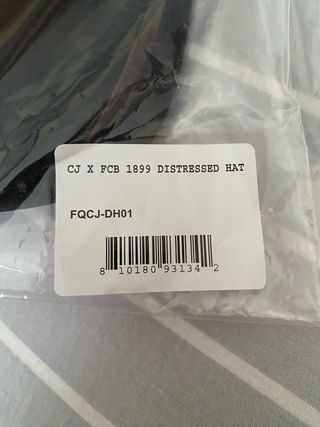 CJ X FCB 1899 DISTRESSED HAT
FQCJ-DH01
8 10180 93134 2